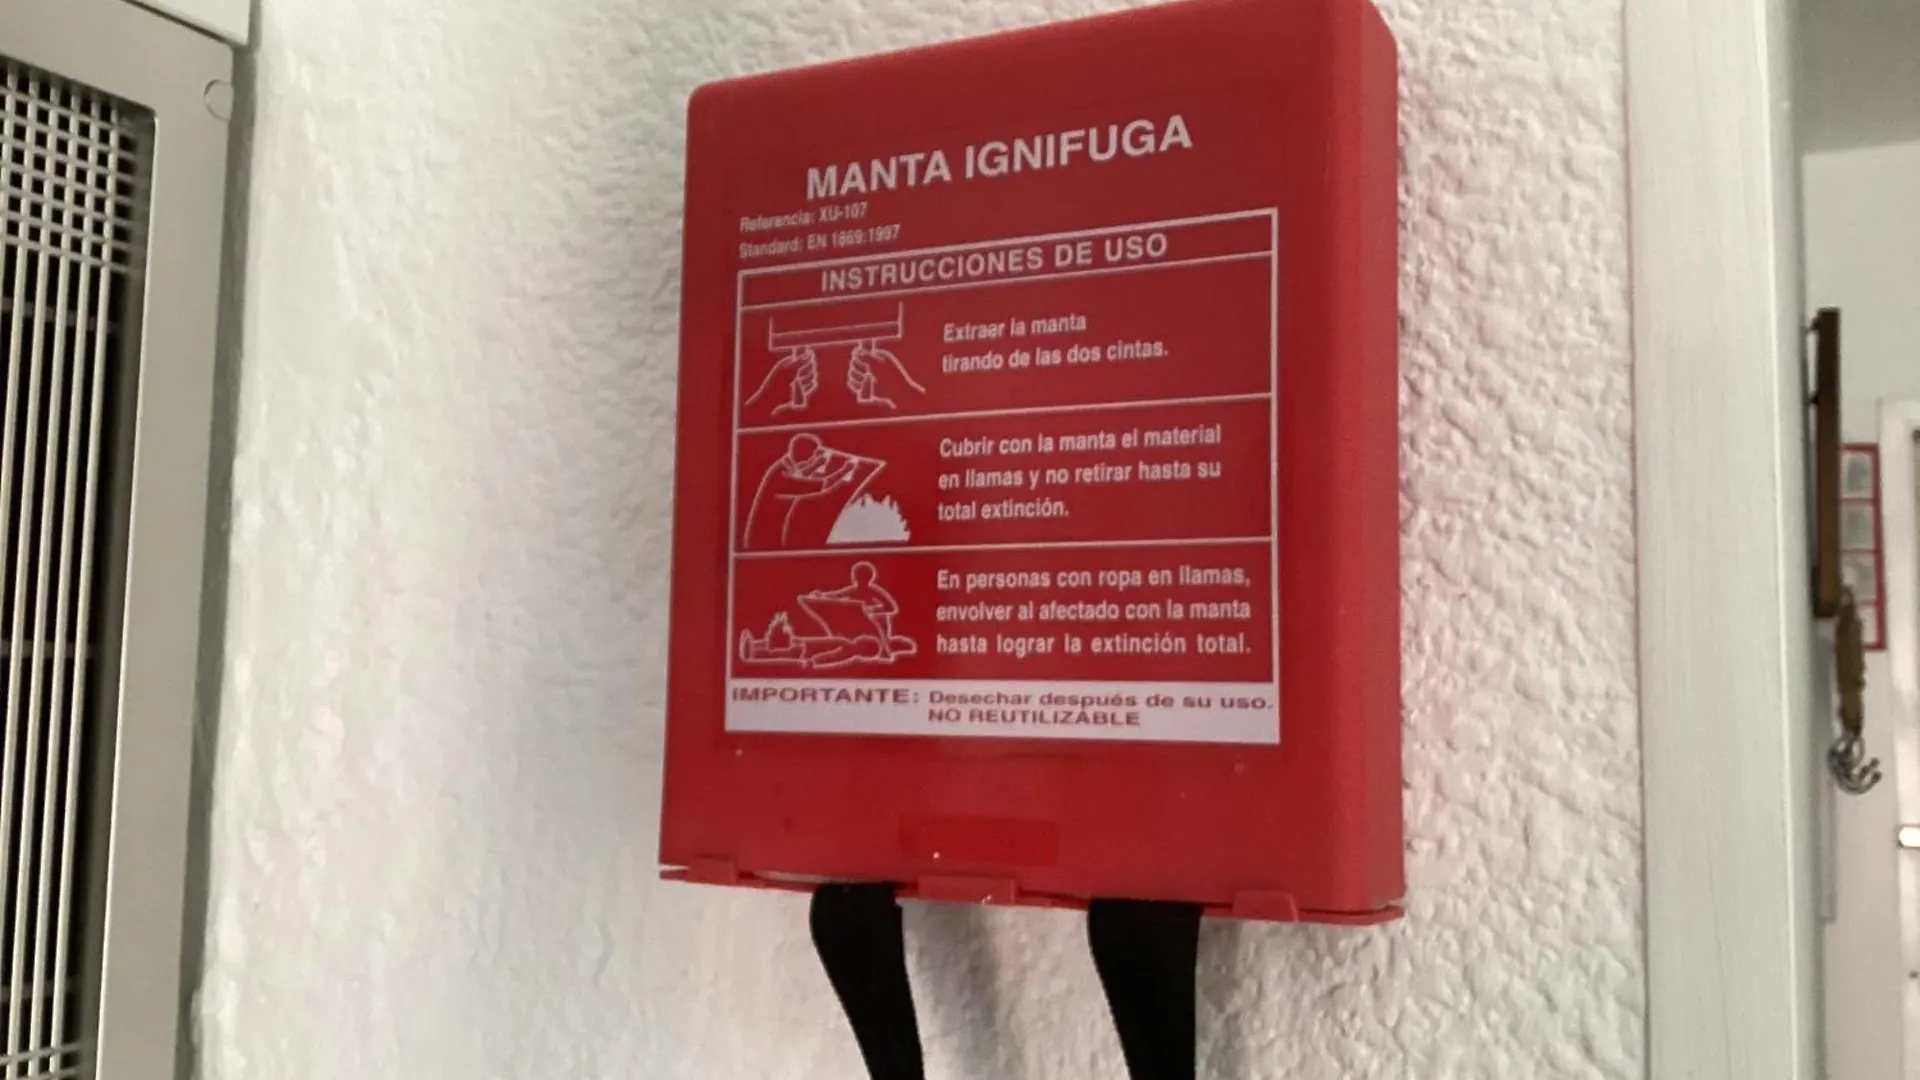 MANTA IGNIFUGA
Referencia: XU-107
Standard: EN 1869:1997
INSTRUCCIONES DE USO
Extraer la manta
tirando de las dos cintas.
Cubrir con la manta el material
en llamas y no retirar hasta su
total extinción.
En personas con ropa en llamas,
envolver al afectado con la manta
hasta lograr la extinción total.
IMPORTANTE: Desechar después de su uso.
NO REUTILIZABLE